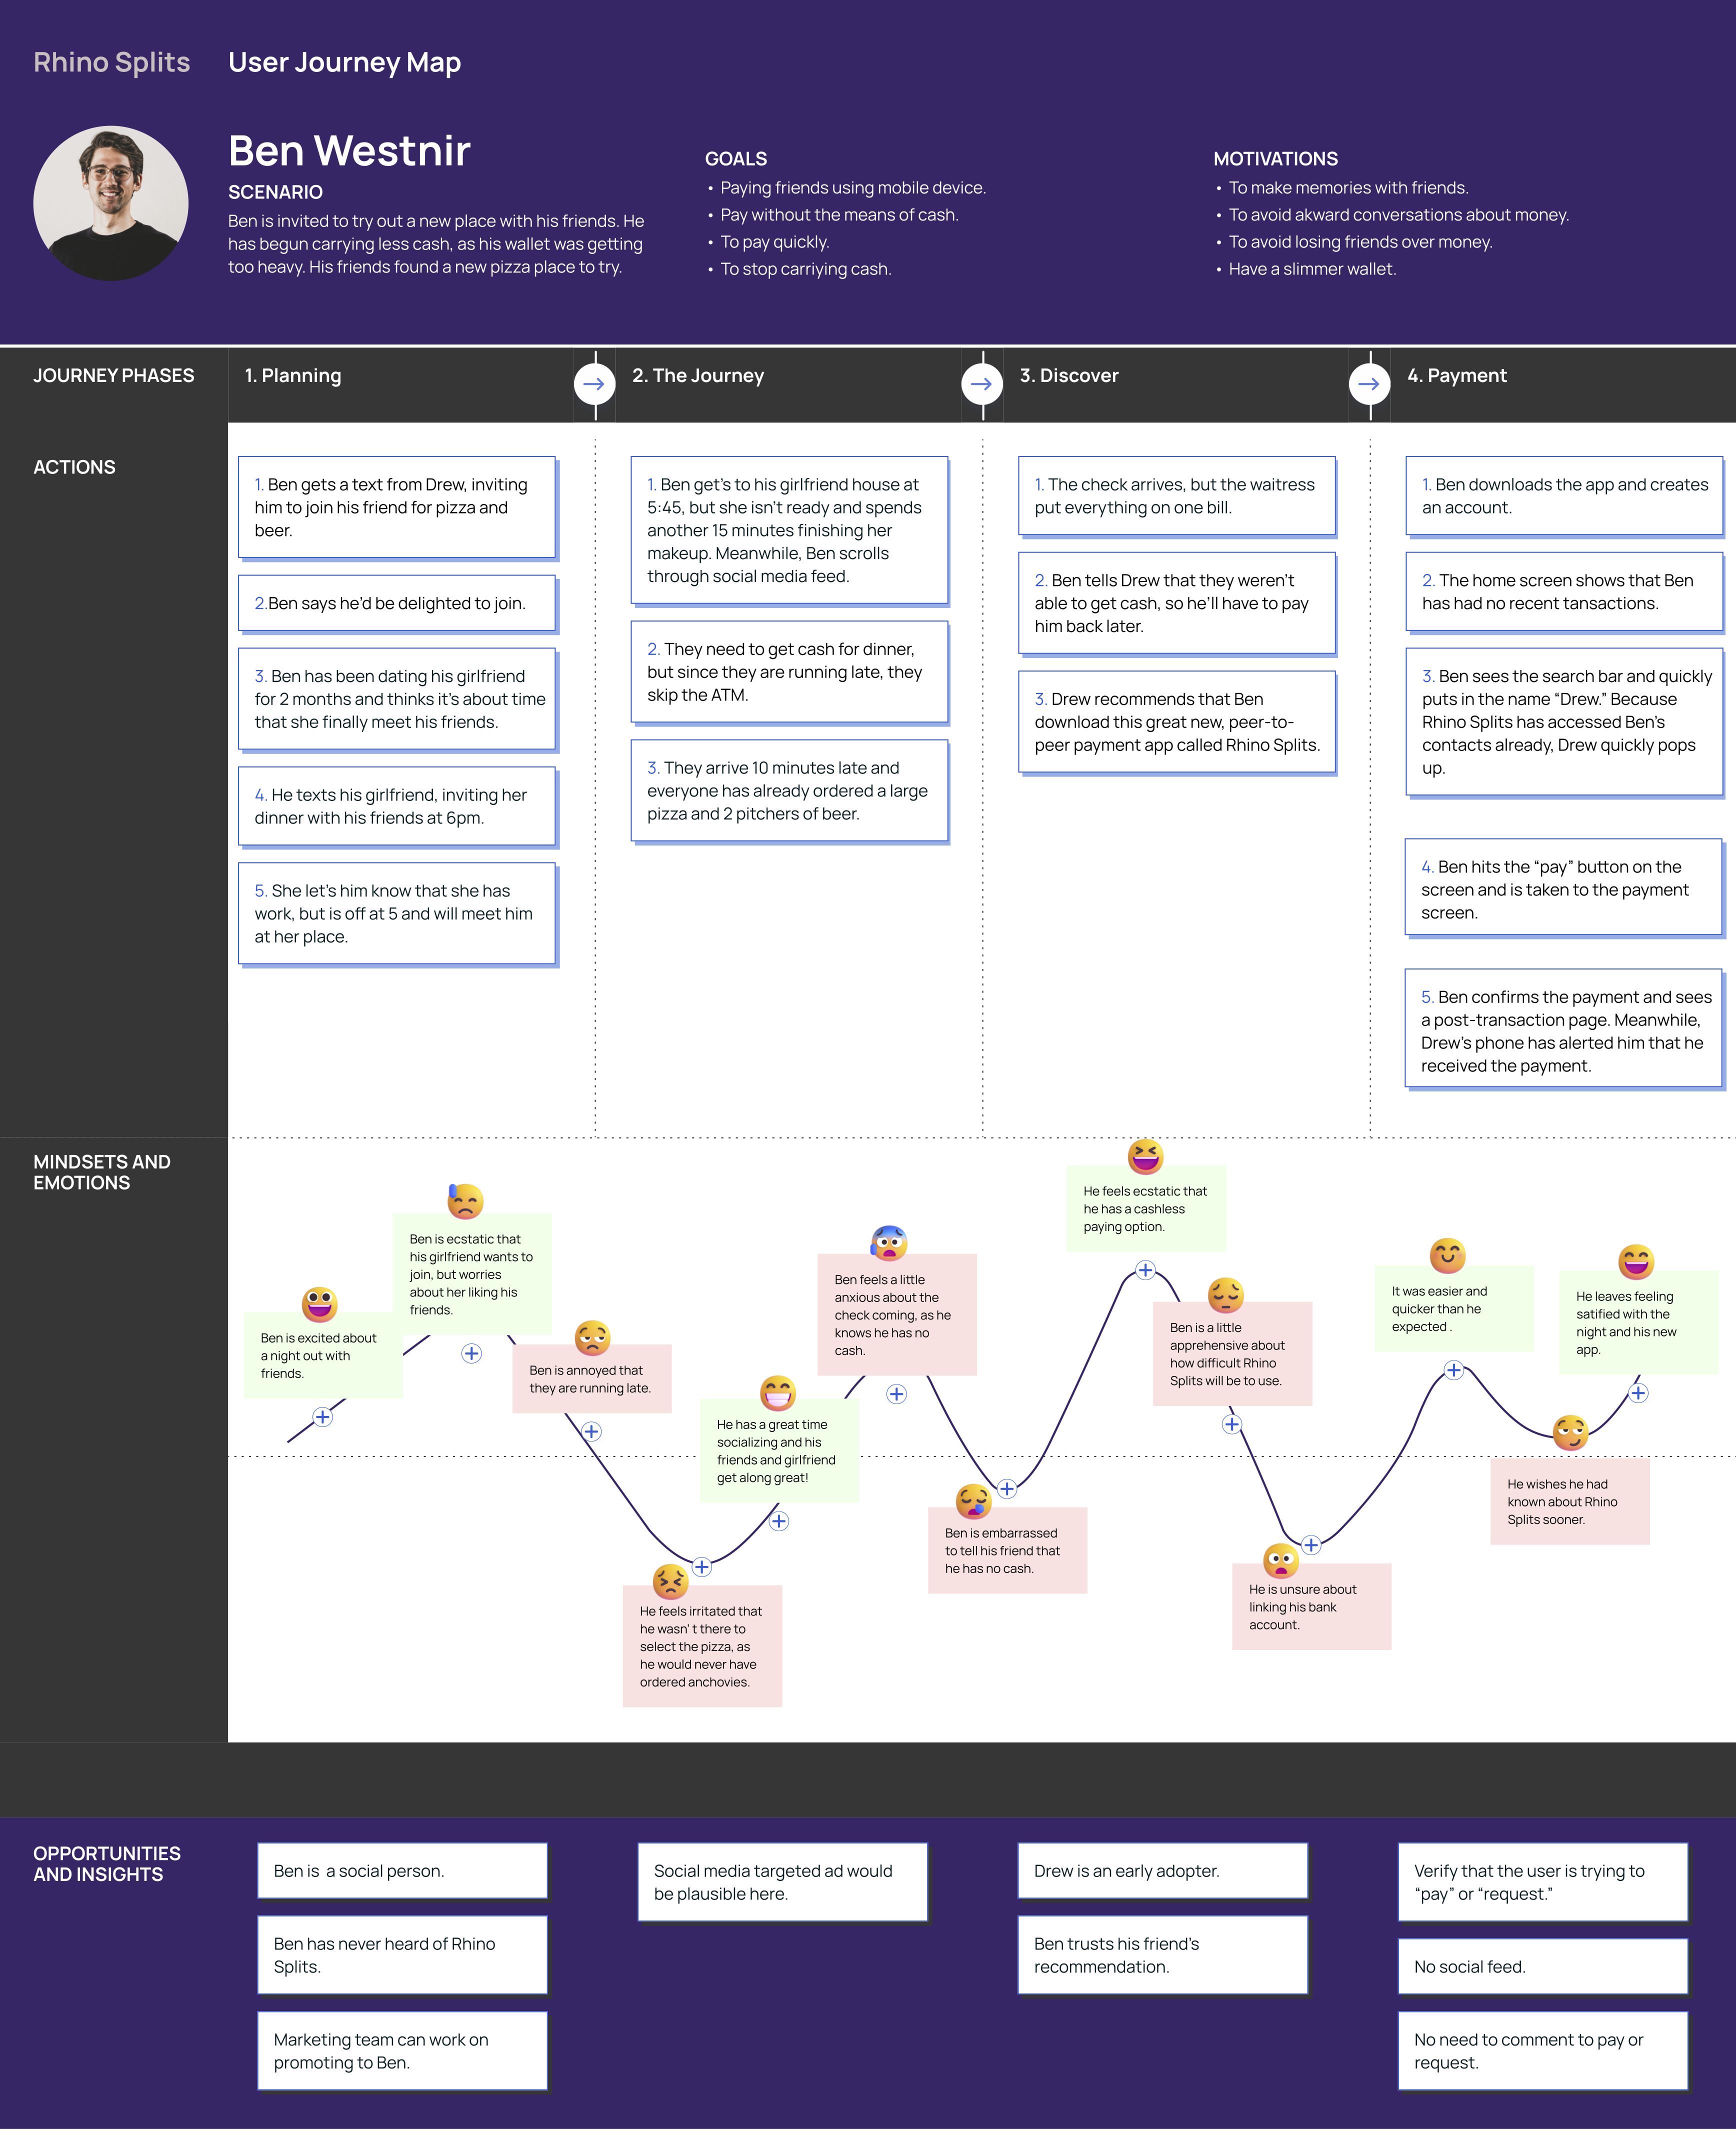 Rhino Splits
User Journey Map
Ben Westnir
SCENARIO
Ben is invited to try out a new place with his friends. He
has begun carrying less cash, as his wallet was getting
too heavy. His friends found a new pizza place to try.
GOALS
• Paying friends using mobile device.
• Pay without the means of cash.
• To pay quickly.
• To stop carriying cash.
MOTIVATIONS
• To make memories with friends.
• To avoid akward conversations about money.
• To avoid losing friends over money.
• Have a slimmer wallet.
JOURNEY PHASES
1. Planning
2. The Journey
3. Discover
4. Payment
ACTIONS
1. Ben gets a text from Drew, inviting
him to join his friend for pizza and
beer.
2.Ben says he'd be delighted to join.
3. Ben has been dating his girlfriend
for 2 months and thinks it's about time
that she finally meet his friends.
4. He texts his girlfriend, inviting her
dinner with his friends at 6pm.
5. She let's him know that she has
work, but is off at 5 and will meet him
at her place.
1. Ben get's to his girlfriend house at
5:45, but she isn't ready and spends
another 15 minutes finishing her
makeup. Meanwhile, Ben scrolls
through social media feed.
2. They need to get cash for dinner,
but since they are running late, they
skip the ATM.
3. They arrive 10 minutes late and
everyone has already ordered a large
pizza and 2 pitchers of beer.
1. The check arrives, but the waitress
put everything on one bill.
2. Ben tells Drew that they weren't
able to get cash, so he'll have to pay
him back later.
3. Drew recommends that Ben
download this great new, peer-to-
peer payment app called Rhino Splits.
1. Ben downloads the app and creates
an account.
2. The home screen shows that Ben
has had no recent tansactions.
3. Ben sees the search bar and quickly
puts in the name “Drew.” Because
Rhino Splits has accessed Ben's
contacts already, Drew quickly pops
up.
4. Ben hits the “pay” button on the
screen and is taken to the payment
screen.
5. Ben confirms the payment and sees
a post-transaction page. Meanwhile,
Drew's phone has alerted him that he
received the payment.
MINDSETS AND
EMOTIONS
Ben is excited about
a night out with
friends.
Ben is ecstatic that
his girlfriend wants to
join, but worries
about her liking his
friends.
Ben is annoyed that
they are running late.
He feels irritated that
he wasn' t there to
select the pizza, as
he would never have
ordered anchovies.
He has a great time
socializing and his
friends and girlfriend
get along great!
Ben feels a little
anxious about the
check coming, as he
knows he has no
cash.
Ben is embarrassed
to tell his friend that
he has no cash.
He feels ecstatic that
he has a cashless
paying option.
Ben is a little
apprehensive about
how difficult Rhino
Splits will be to use.
He is unsure about
linking his bank
account.
It was easier and
quicker than he
expected .
He wishes he had
known about Rhino
Splits sooner.
He leaves feeling
satified with the
night and his new
app.
OPPORTUNITIES
AND INSIGHTS
Ben is  a social person.
Ben has never heard of Rhino
Splits.
Marketing team can work on
promoting to Ben.
Social media targeted ad would
be plausible here.
Drew is an early adopter.
Ben trusts his friend's
recommendation.
Verify that the user is trying to
“pay” or “request.”
No social feed.
No need to comment to pay or
request.